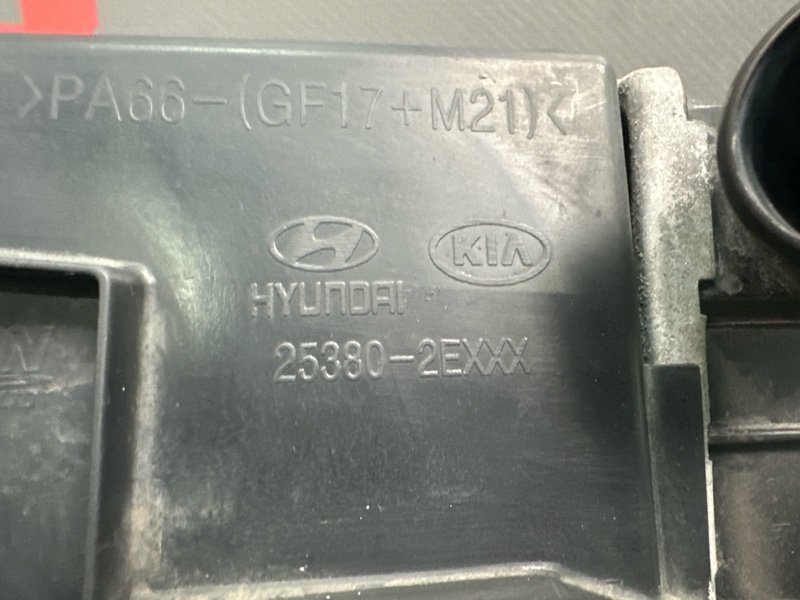 >PA66-(GF17+M21)<
KIA
HYUNDAI
25380-2EXXX